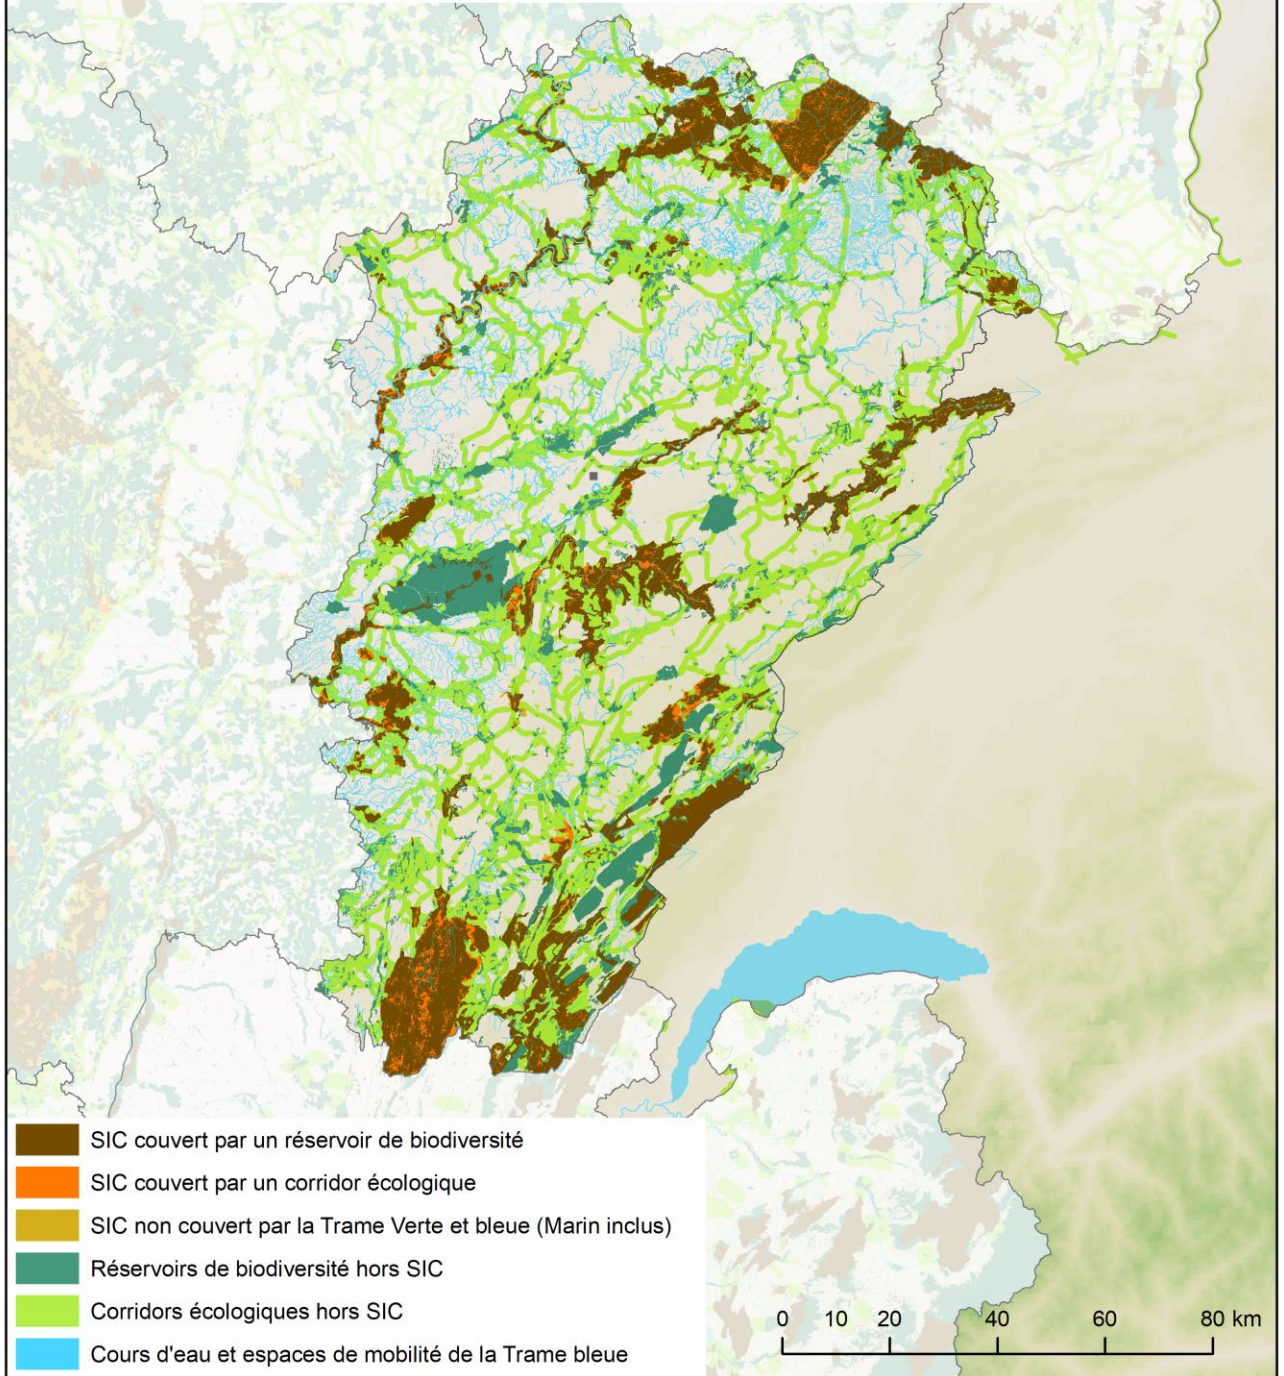 SIC couvert par un réservoir de biodiversité
SIC couvert par un corridor écologique
SIC non couvert par la Trame Verte et bleue (Marin inclus)
Réservoirs de biodiversité hors SIC
Corridors écologiques hors SIC
Cours d'eau et espaces de mobilité de la Trame bleue
0 10 20 40 60 80 km